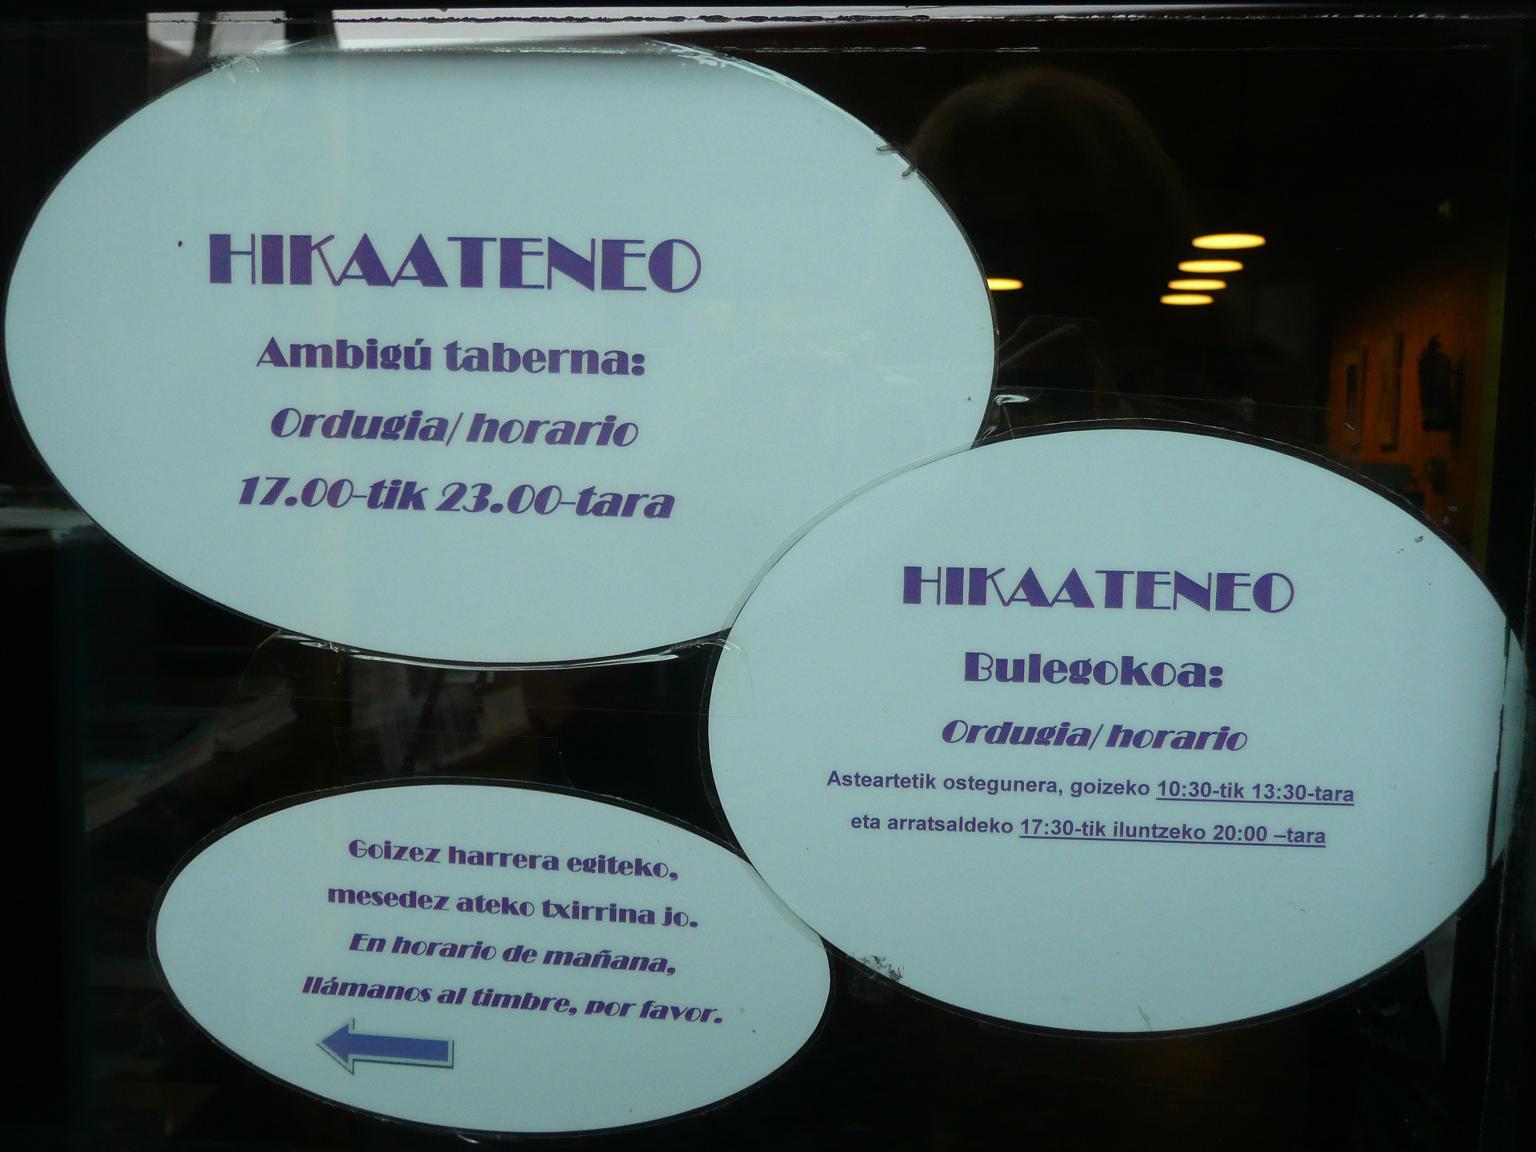 HIKAATENEO
Ambigú taberna:
Ordugia/ horario
17.00-tik 23.00-tara
HIKAATENEO
Bulegokoa:
Ordugia/ horario
Asteartetik ostegunera, goizeko 10:30-tik 13:30-tara
eta arratsaldeko 17:30-tik iluntzeko 20:00 –tara
Goizez harrera egiteko,
mesedez ateko txirrina jo.
En horario de mañana,
llámanos al timbre, por favor.